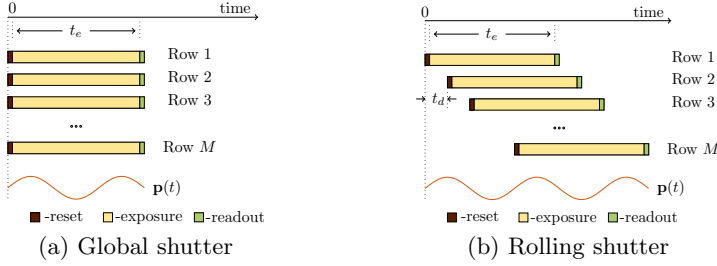 0 time
t_e
Row 1
Row 2
Row 3
...
Row M
p(t)
-reset -exposure -readout
(a) Global shutter
0 time
t_e
Row 1
Row 2
t_d Row 3
...
Row M
p(t)
-reset -exposure -readout
(b) Rolling shutter